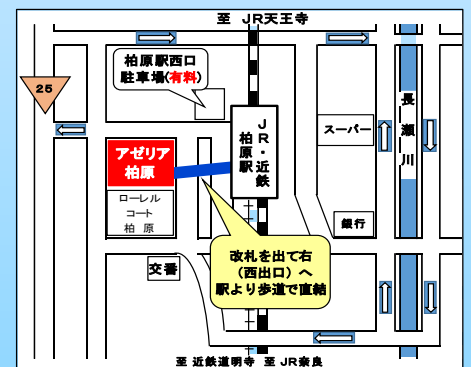 至 JR天王寺
柏原駅西口
駐車場(有料)
25
JR・近鉄
柏原駅
スーパー
長瀬川
アゼリア
柏原
ローレル
コート
柏原
銀行
改札を出て右
(西出口)へ
駅より歩道で直結
交番
至 近鉄道明寺 至 JR奈良